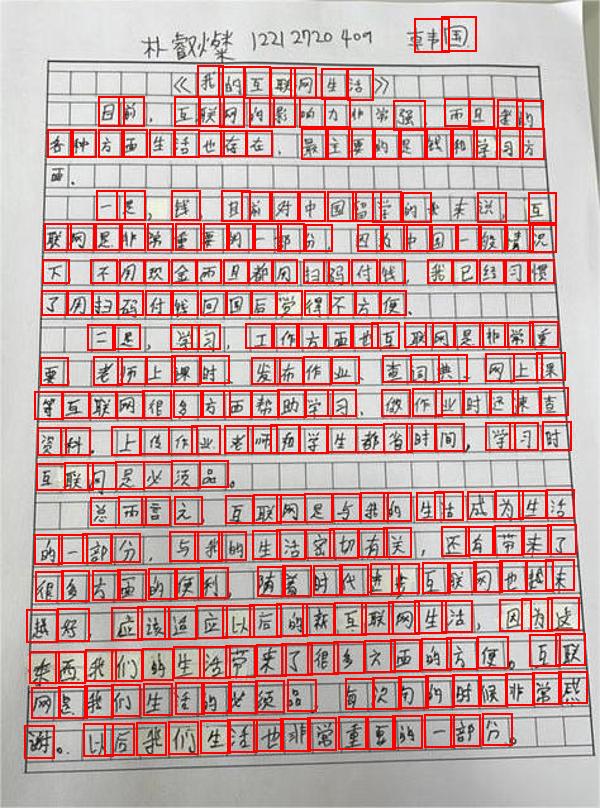 朴叡燦 1221 2720 409 韩国
《我的互联网生活》
目前,互联网的影响力非常强,而且老的
各种方面生活也存在,最主要的是钱和学习方
面.
一是,钱,目前对中国留学的我来说,互
联网是非常重要的一部分,因为中国一般情况
下,不用现金而且都用扫码付钱,我已经习惯
了用扫码付钱回国后觉得不方便.
二是,学习,工作方面也互联网是非常重
要,老师上课时,发布作业、查词典、网上课
等互联网很多方面帮助学习,做作业时还来查
资料.上传作业,老师和学生都省时间,学习时
互联网是必须品。
总而言之,互联网是与我的生活成为生活
的一部分,与我的生活密切有关,还有带来了
很多方面的便利,随着时代进步互联网也越来
越好,应该适应以后的新互联网生活,因为这
东西我们的生活带来了很多方面的方便。互联
网是我们生活的必须品,每次用的时候非常感
谢。以后我们生活也非常重要的一部分。